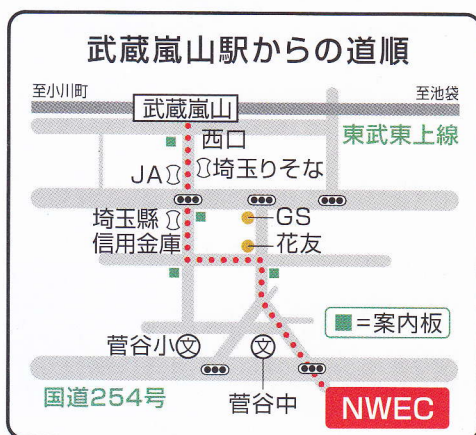 武蔵嵐山駅からの道順
至小川町
至池袋
武蔵嵐山
東武東上線
西口
JA
埼玉りそな
埼玉縣
信用金庫
GS
花友
=案内板
菅谷小
文
文
国道254号
菅谷中
NWEC